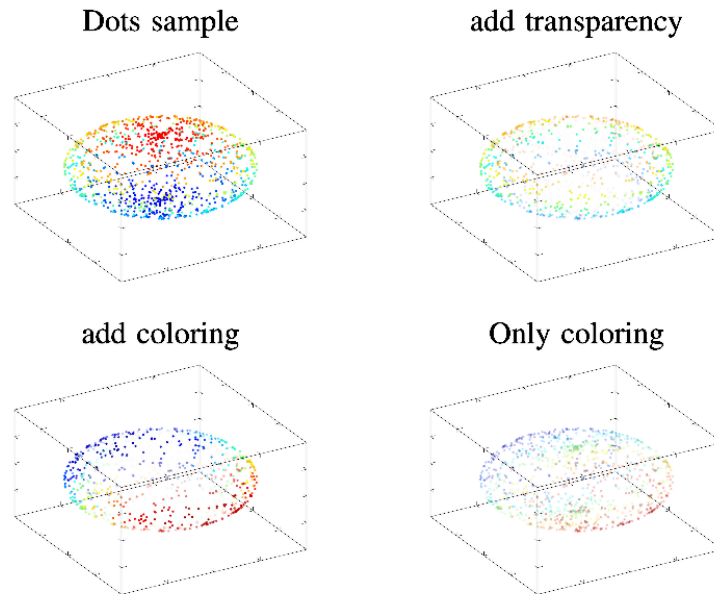 Dots sample
add transparency
add coloring
Only coloring